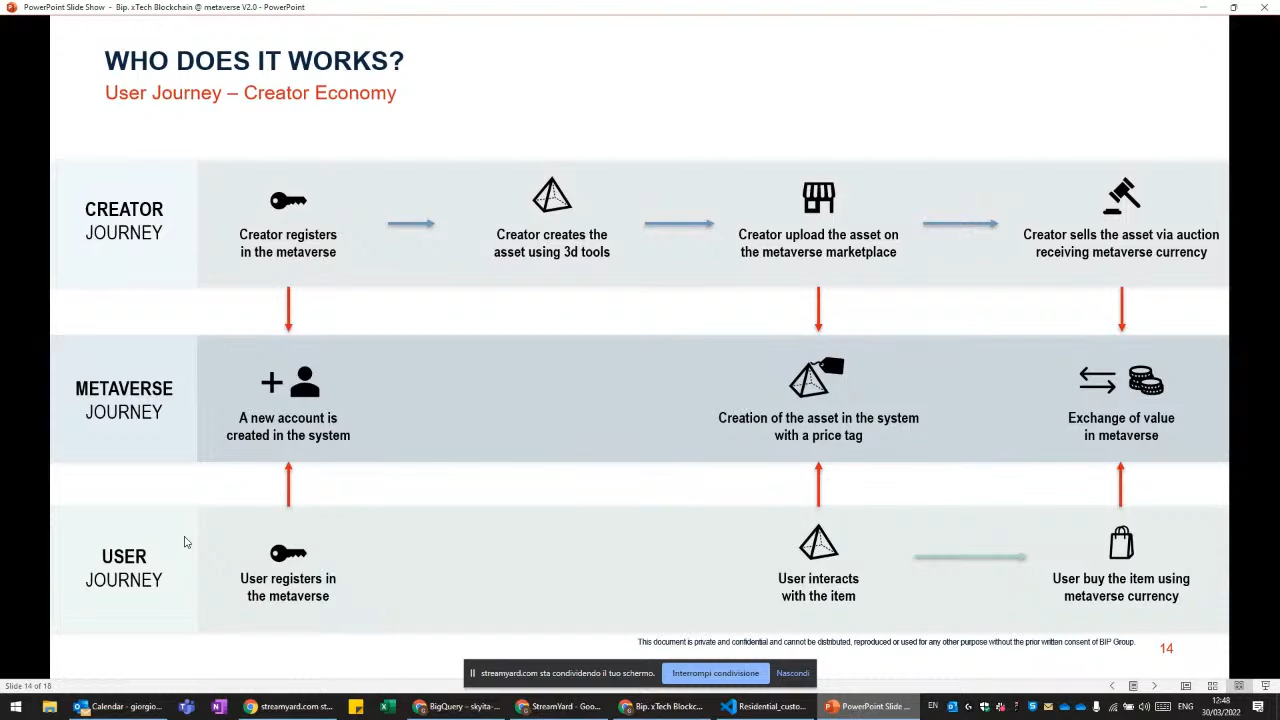 PowerPoint Slide Show - Bip. xTech Blockchain @ metaverse V2.0 - PowerPoint
WHO DOES IT WORKS?
User Journey – Creator Economy
CREATOR
JOURNEY
Creator registers
in the metaverse
Creator creates the
asset using 3d tools
Creator upload the asset on
the metaverse marketplace
Creator sells the asset via auction
receiving metaverse currency
METAVERSE
JOURNEY
A new account is
created in the system
Creation of the asset in the system
with a price tag
Exchange of value
in metaverse
USER
JOURNEY
User registers in
the metaverse
User interacts
with the item
User buy the item using
metaverse currency
This document is private and confidential and cannot be distributed, reproduced or used for any other purpose without the prior written consent of BIP Group.
14
streamyard.com sta condividendo il tuo schermo.
Interrompi condivisione
Nascondi
Slide 14 of 18
Calendar - giorgio...
streamyard.com st...
BigQuery – skyita-...
StreamYard - Goo...
Bip. xTech Blockc...
Residential_custo...
PowerPoint Slide ...
EN
ENG
12:48
30/03/2022